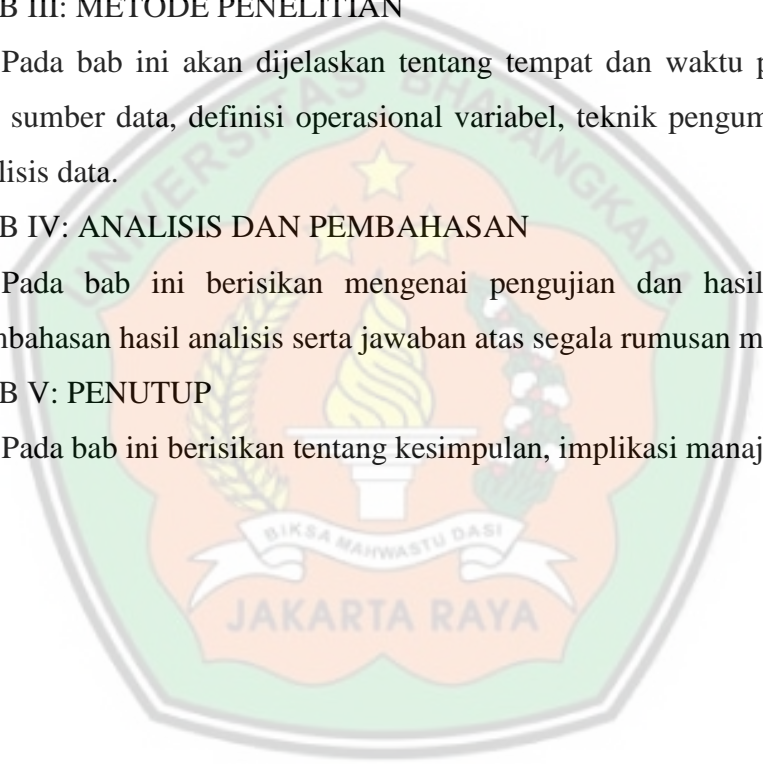 B III: METODE PENELITIAN
Pada bab ini akan dijelaskan tentang tempat dan waktu p
sumber data, definisi operasional variabel, teknik pengum
lisis data.
B IV: ANALISIS DAN PEMBAHASAN
Pada bab ini berisikan mengenai pengujian dan hasil
mbahasan hasil analisis serta jawaban atas segala rumusan m
B V: PENUTUP
Pada bab ini berisikan tentang kesimpulan, implikasi manaj
UNIVERSITAS BHAYANGKARA
BIKSA MAHWASTU DASI
JAKARTA RAYA